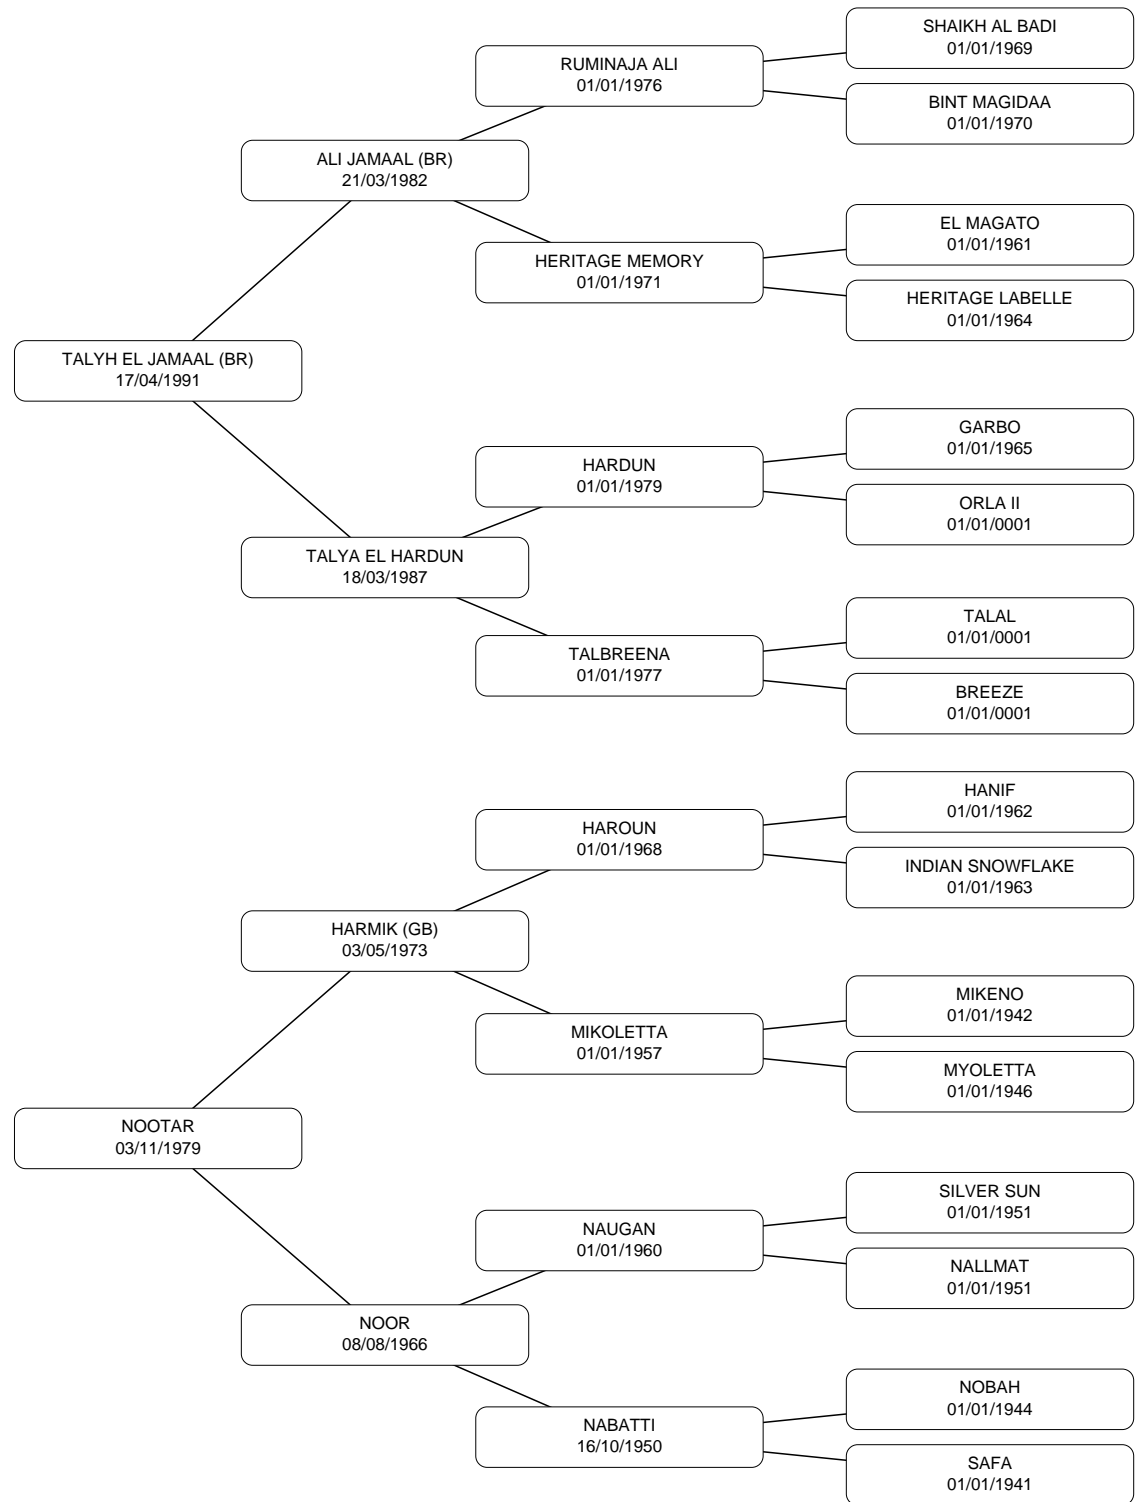 SHAIKH AL BADI
01/01/1969
RUMINAJA ALI
01/01/1976
BINT MAGIDAA
01/01/1970
ALI JAMAAL (BR)
21/03/1982
EL MAGATO
01/01/1961
HERITAGE MEMORY
01/01/1971
HERITAGE LABELLE
01/01/1964
TALYH EL JAMAAL (BR)
17/04/1991
GARBO
01/01/1965
HARDUN
01/01/1979
ORLA II
01/01/0001
TALYA EL HARDUN
18/03/1987
TALAL
01/01/0001
TALBREENA
01/01/1977
BREEZE
01/01/0001
HANIF
01/01/1962
HAROUN
01/01/1968
INDIAN SNOWFLAKE
01/01/1963
HARMIK (GB)
03/05/1973
MIKENO
01/01/1942
MIKOLETTA
01/01/1957
MYOLETTA
01/01/1946
NOOTAR
03/11/1979
SILVER SUN
01/01/1951
NAUGAN
01/01/1960
NALLMAT
01/01/1951
NOOR
08/08/1966
NOBAH
01/01/1944
NABATTI
16/10/1950
SAFA
01/01/1941